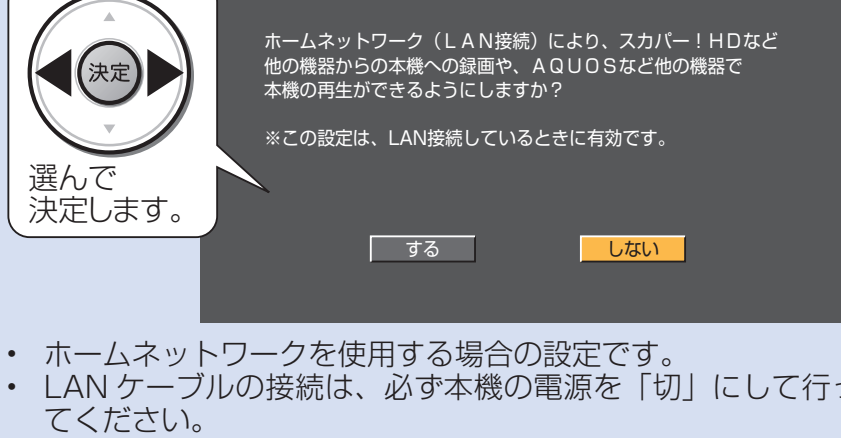 決定
選んで
決定します。
ホームネットワーク（ＬＡＮ接続）により、スカパー！ＨＤなど
他の機器からの本機への録画や、ＡＱＵＯＳなど他の機器で
本機の再生ができるようにしますか？
※この設定は、LAN接続しているときに有効です。
する
しない
• ホームネットワークを使用する場合の設定です。
• LAN ケーブルの接続は、必ず本機の電源を「切」にして行っ
てください。